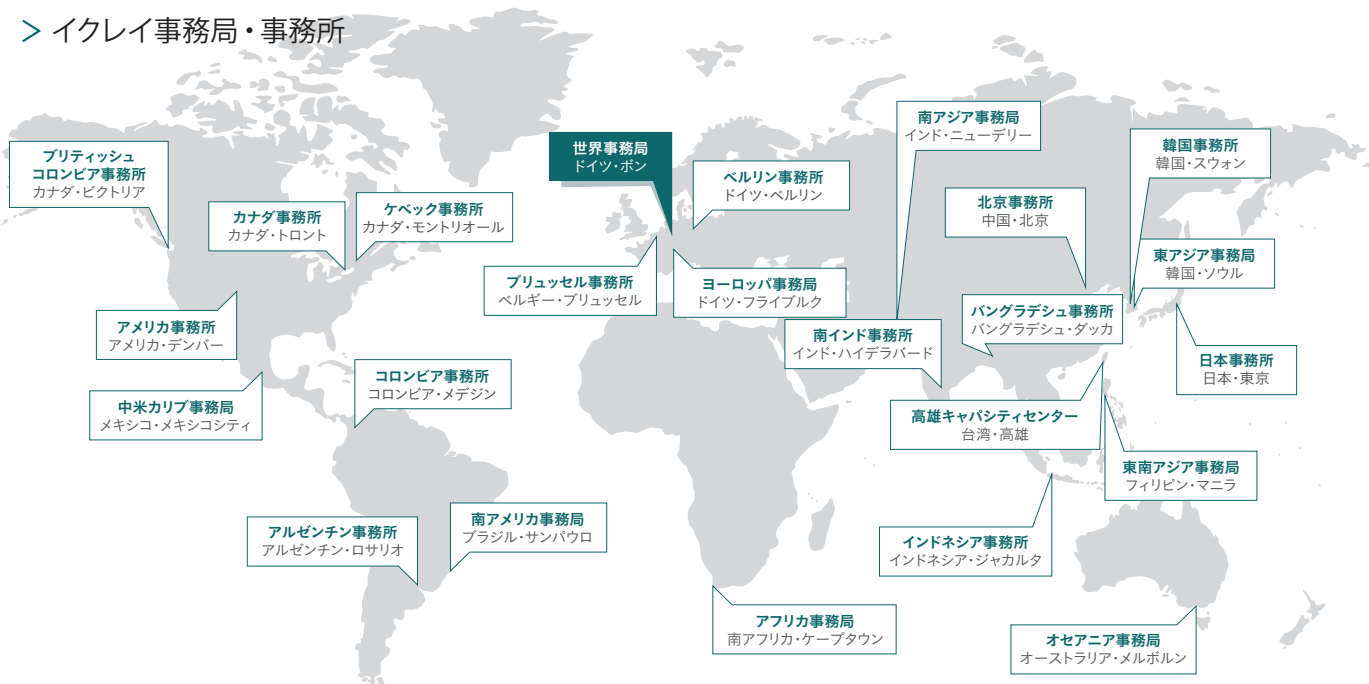 > イクレイ事務局・事務所
ブリティッシュ
コロンビア事務所
カナダ・ビクトリア
カナダ事務所
カナダ・トロント
ケベック事務所
カナダ・モントリオール
世界事務局
ドイツ・ボン
ベルリン事務所
ドイツ・ベルリン
南アジア事務局
インド・ニューデリー
韓国事務所
韓国・スウォン
北京事務所
中国・北京
東アジア事務局
韓国・ソウル
ブリュッセル事務所
ベルギー・ブリュッセル
ヨーロッパ事務局
ドイツ・フライブルク
アメリカ事務所
アメリカ・デンバー
南インド事務所
インド・ハイデラバード
バングラデシュ事務所
バングラデシュ・ダッカ
日本事務所
日本・東京
中米カリブ事務局
メキシコ・メキシコシティ
コロンビア事務所
コロンビア・メデジン
高雄キャパシティセンター
台湾・高雄
東南アジア事務局
フィリピン・マニラ
アルゼンチン事務所
アルゼンチン・ロサリオ
南アメリカ事務局
ブラジル・サンパウロ
インドネシア事務所
インドネシア・ジャカルタ
アフリカ事務局
南アフリカ・ケープタウン
オセアニア事務局
オーストラリア・メルボルン